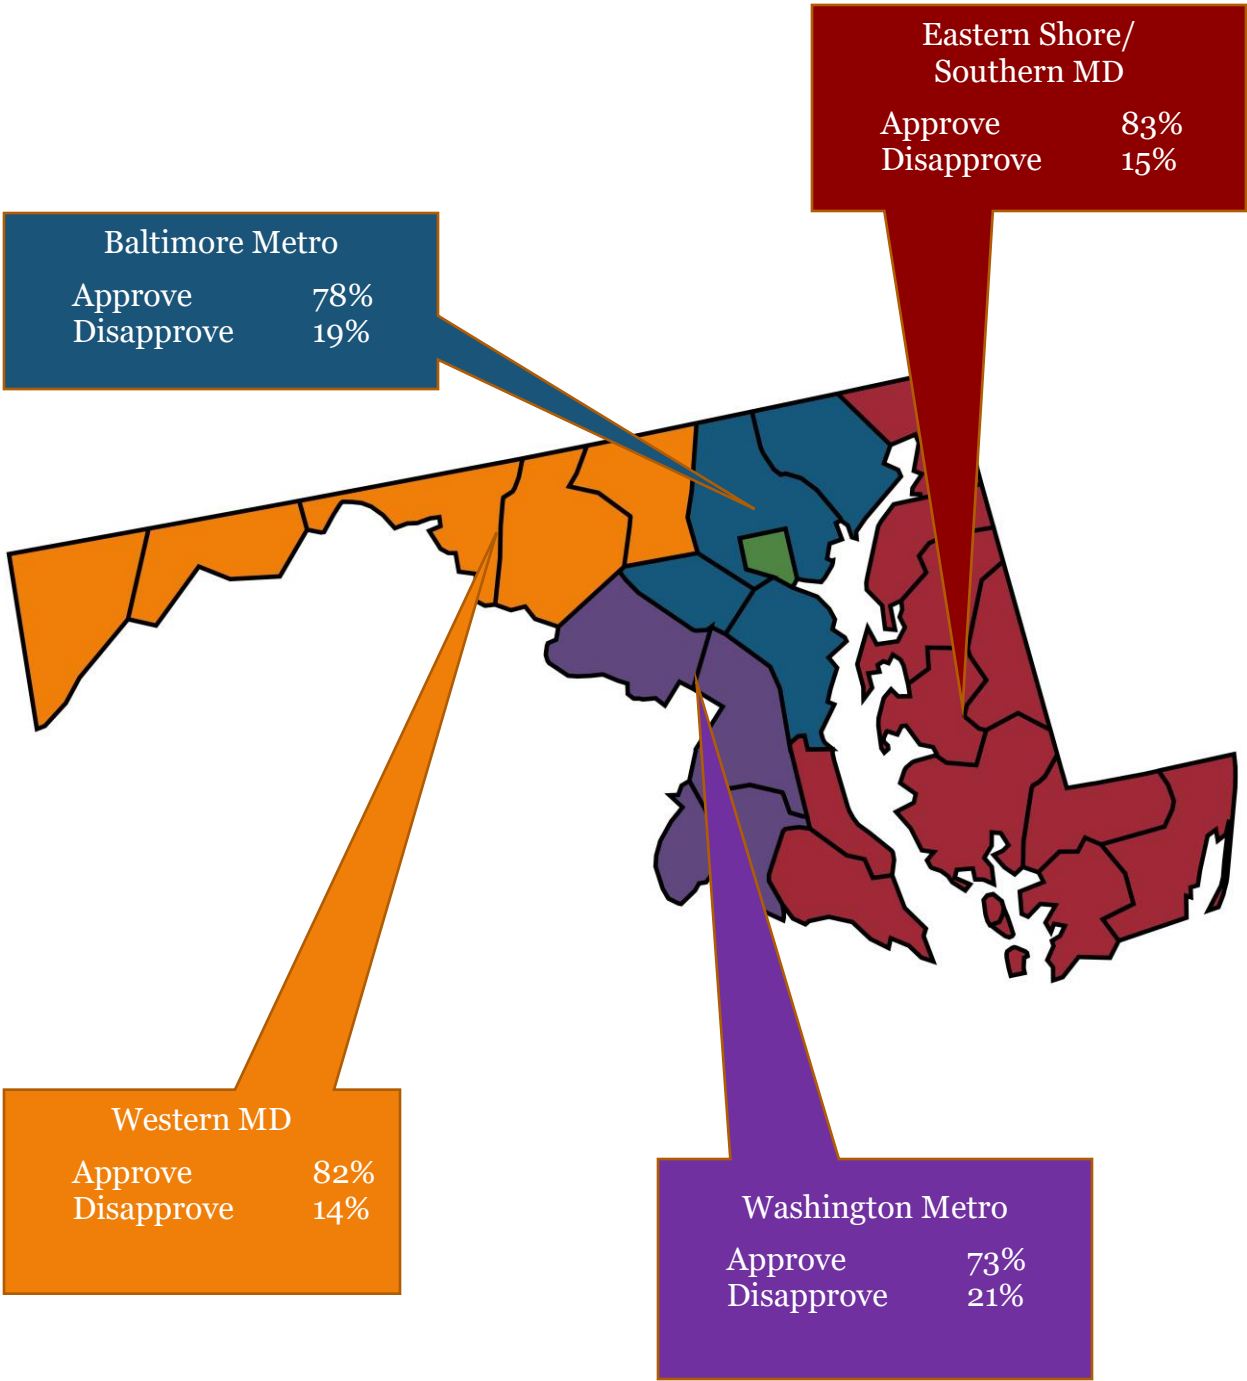 Eastern Shore/
Southern MD
Approve 83%
Disapprove 15%
Baltimore Metro
Approve 78%
Disapprove 19%
Western MD
Approve 82%
Disapprove 14%
Washington Metro
Approve 73%
Disapprove 21%